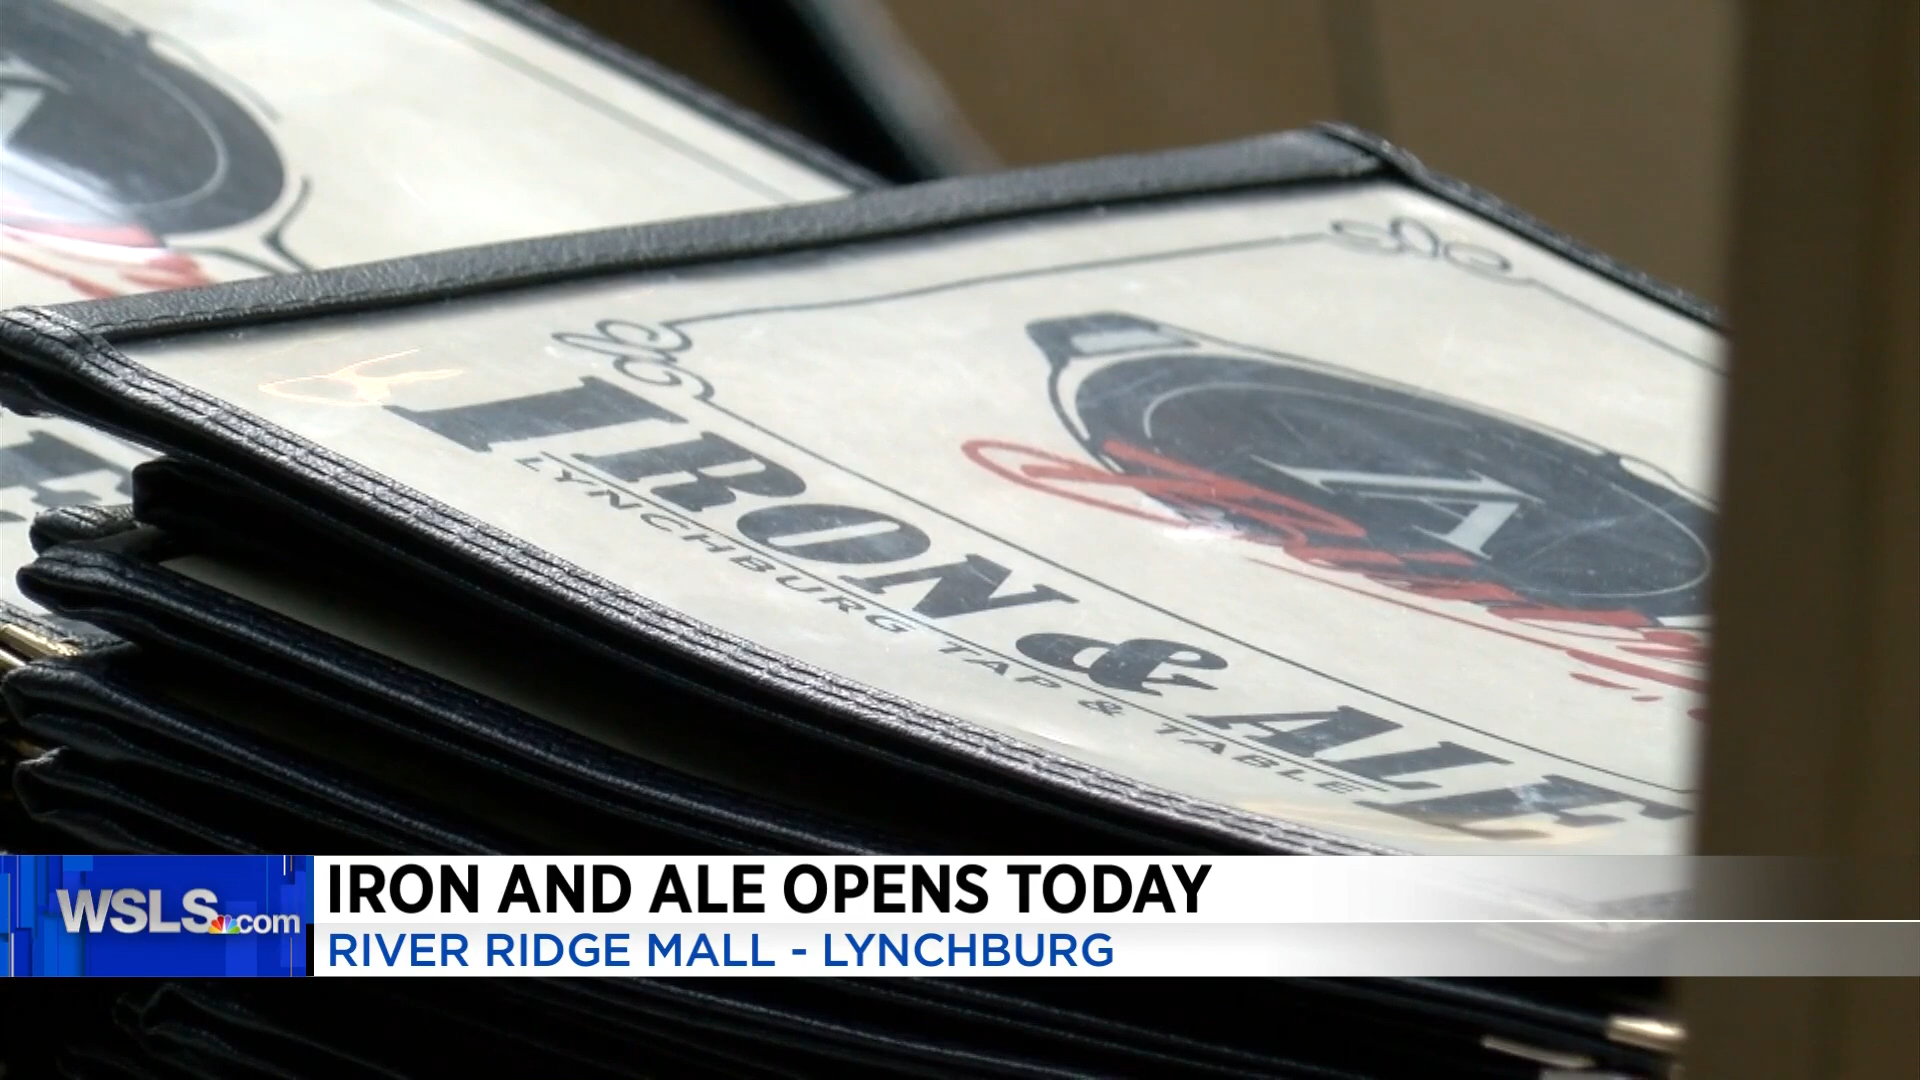 IRON & ALE
LYNCHBURG TAP & TABLE
WSLS.com
IRON AND ALE OPENS TODAY
RIVER RIDGE MALL - LYNCHBURG